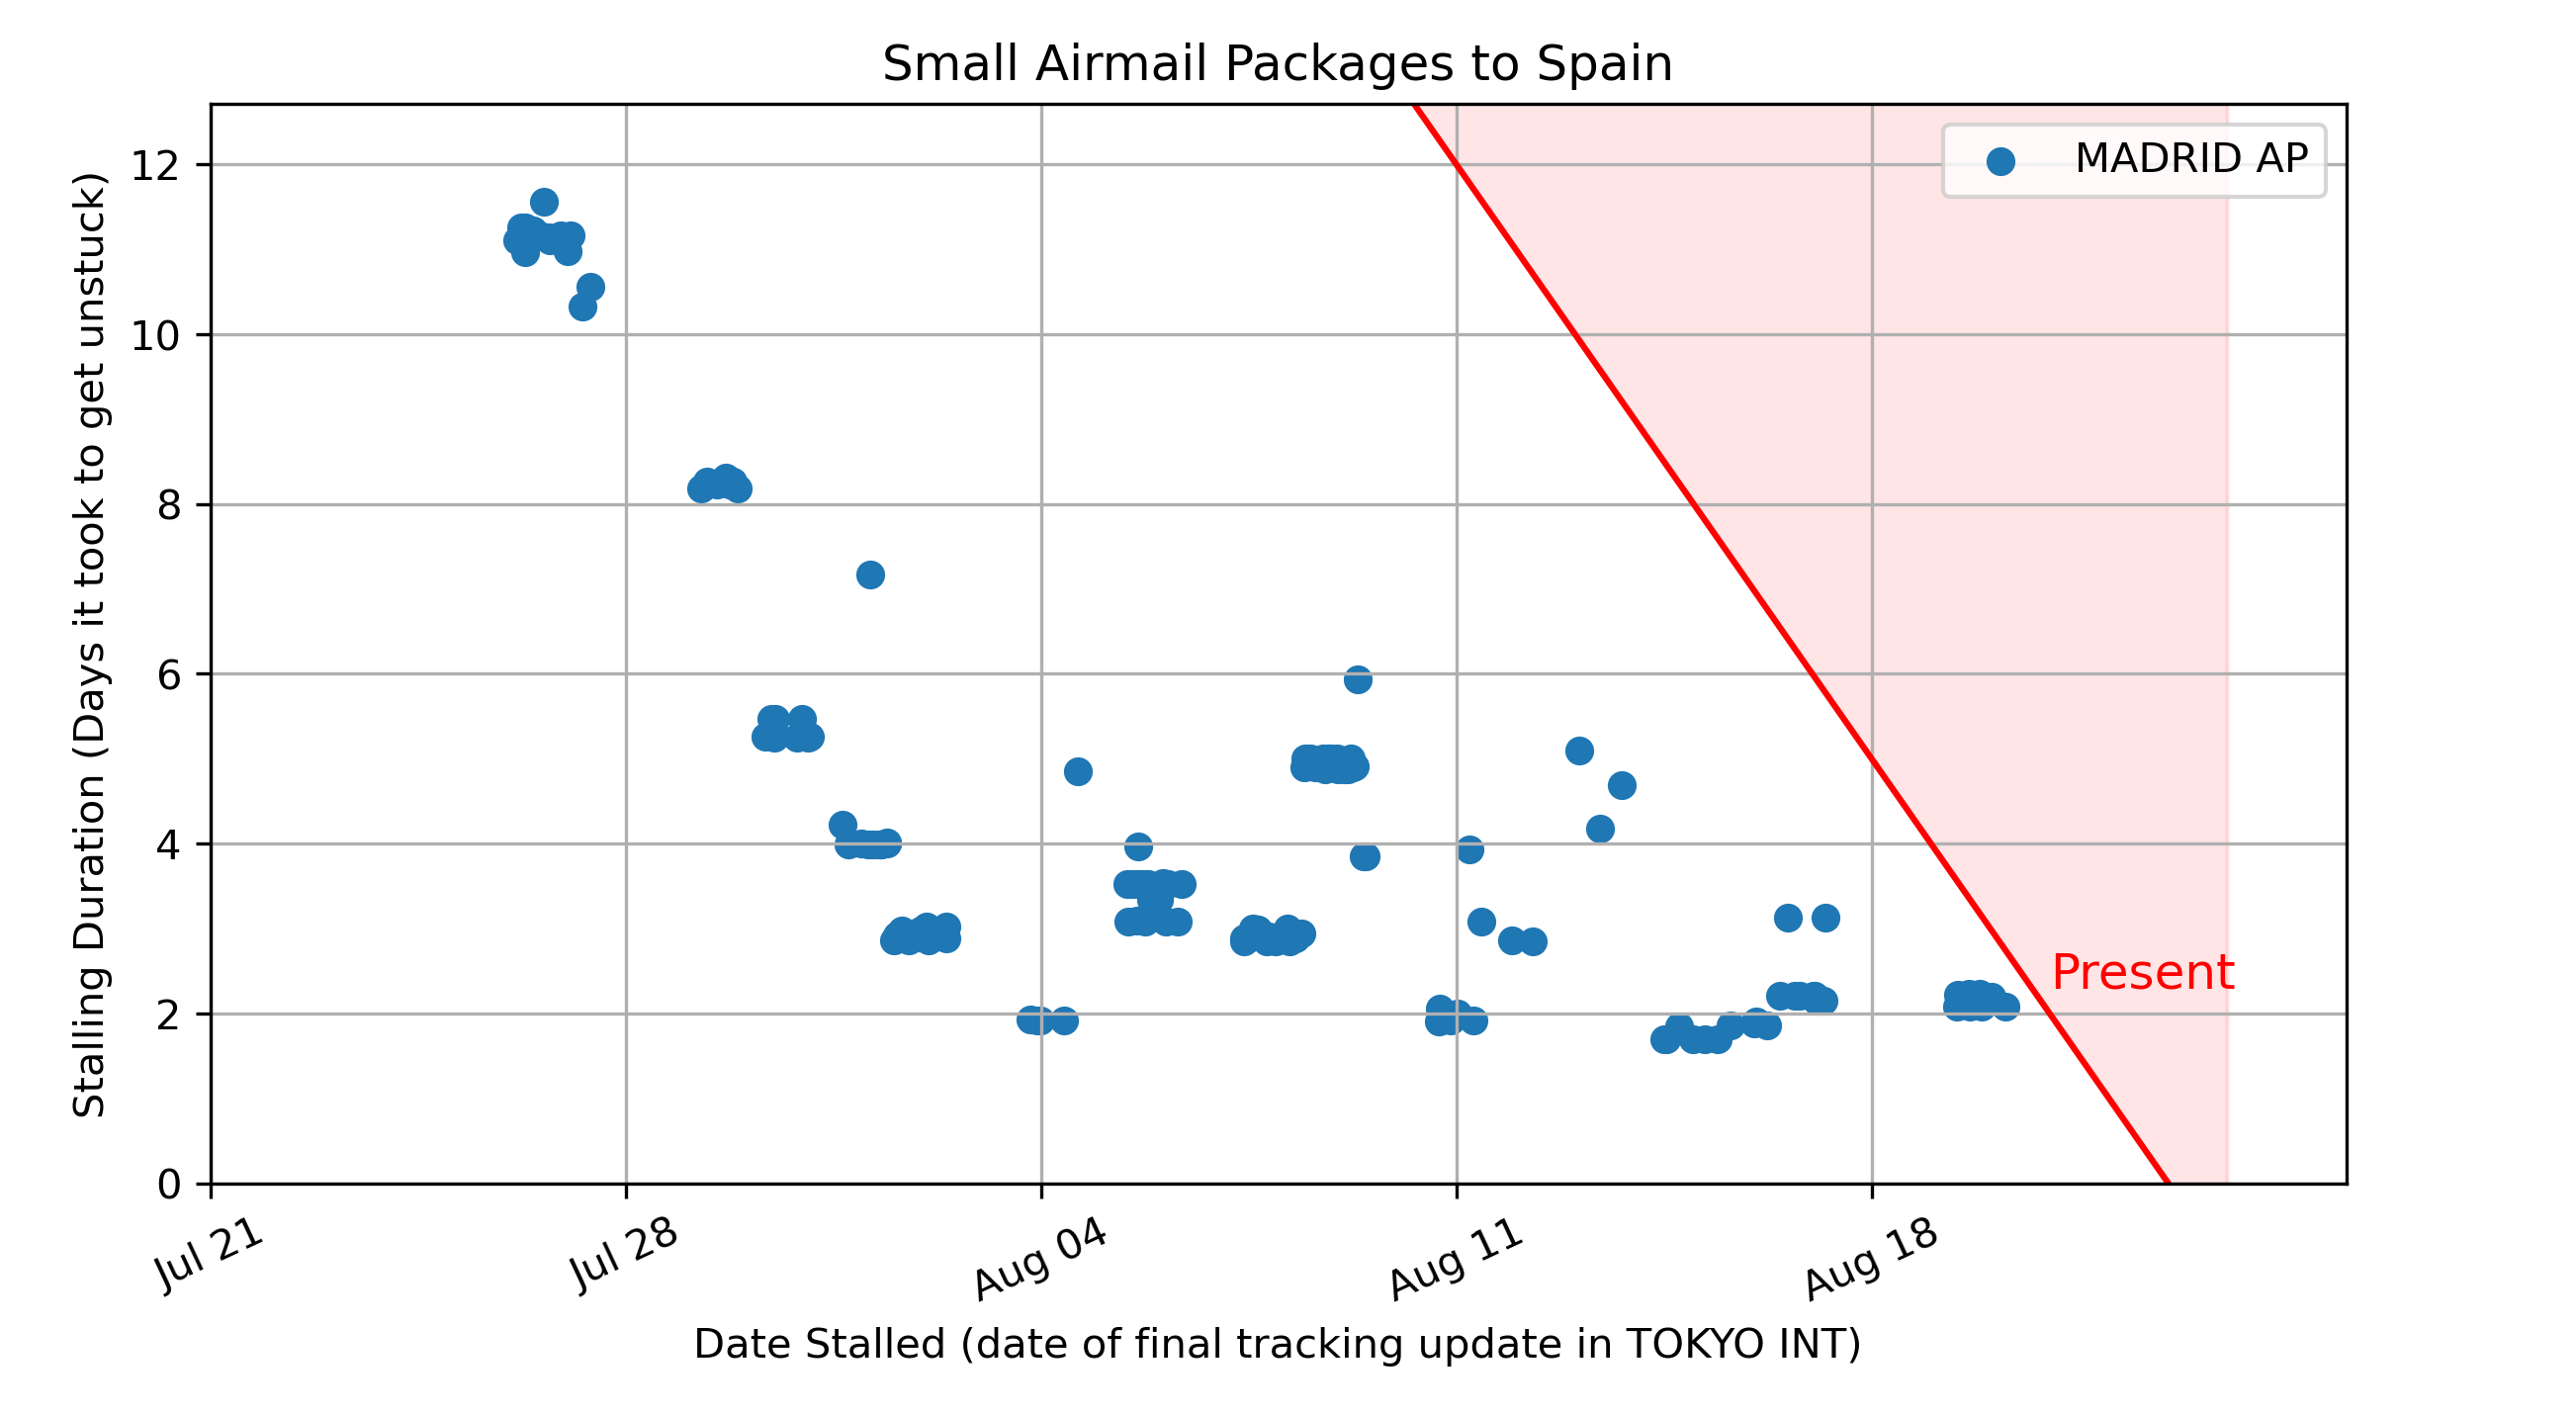 Small Airmail Packages to Spain
MADRID AP
12
10
8
6
4
2
0
Stalling Duration (Days it took to get unstuck)
Present
Jul 21
Jul 28
Aug 04
Aug 11
Aug 18
Date Stalled (date of final tracking update in TOKYO INT)